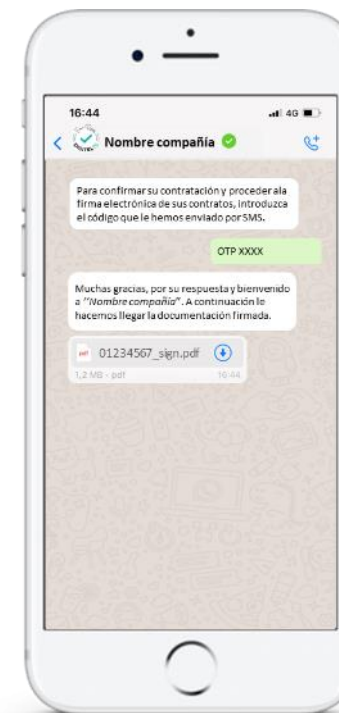 16:44
4G
Nombre compañía
Para confirmar su contratación y proceder a la
firma electrónica de sus contratos, introduzca
el código que le hemos enviado por SMS.
OTP XXXX
Muchas gracias, por su respuesta y bienvenido
a "Nombre compañía". A continuación le
hacemos llegar la documentación firmada.
pdf 01234567_sign.pdf
1,2 MB - pdf 16:44